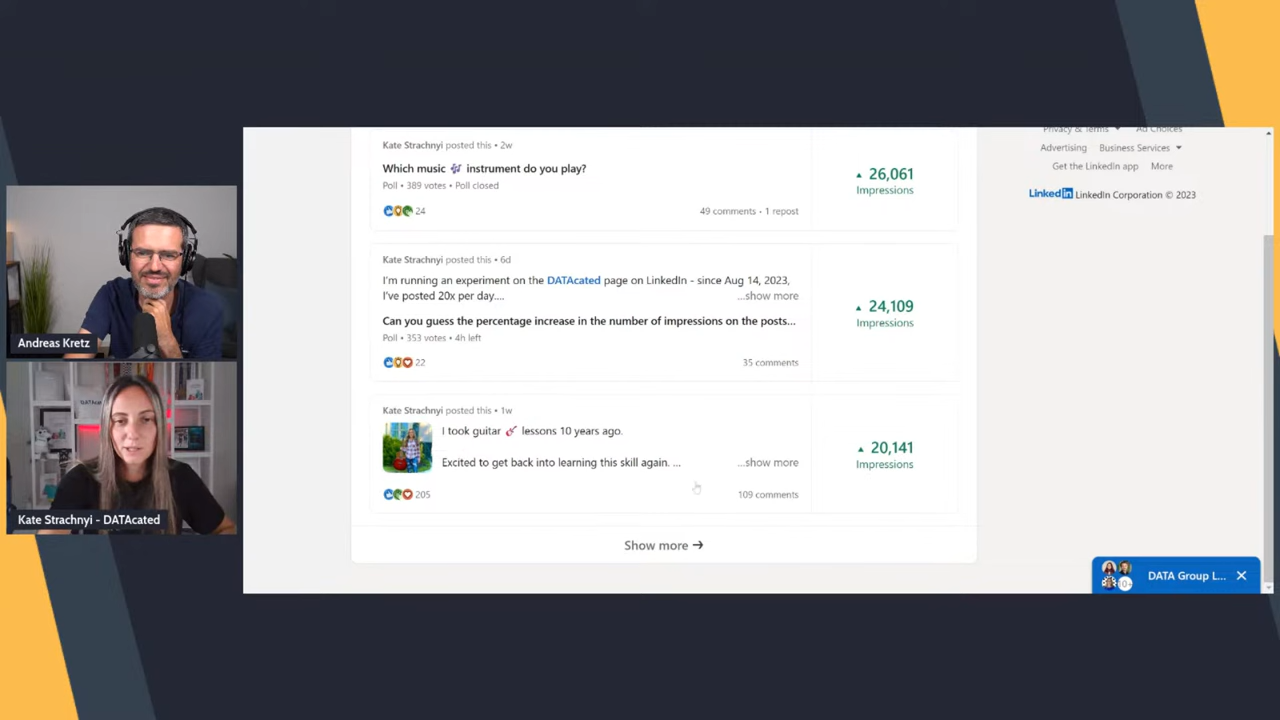 Kate Strachnyi posted this • 2w
Which music 🎶 instrument do you play?
Poll • 389 votes • Poll closed
24
49 comments • 1 repost
26,061
Impressions
Kate Strachnyi posted this • 6d
I'm running an experiment on the DATAcated page on LinkedIn - since Aug 14, 2023,
I've posted 20x per day....
...show more
Can you guess the percentage increase in the number of impressions on the posts...
Poll • 353 votes • 4h left
22
35 comments
24,109
Impressions
Kate Strachnyi posted this • 1w
I took guitar 🎸 lessons 10 years ago.
Excited to get back into learning this skill again. ...
...show more
205
109 comments
20,141
Impressions
Show more →
Privacy & Terms
Ad Choices
Advertising
Business Services
Get the LinkedIn app
More
LinkedIn LinkedIn Corporation © 2023
DATA Group L...
Andreas Kretz
Kate Strachnyi - DATAcated